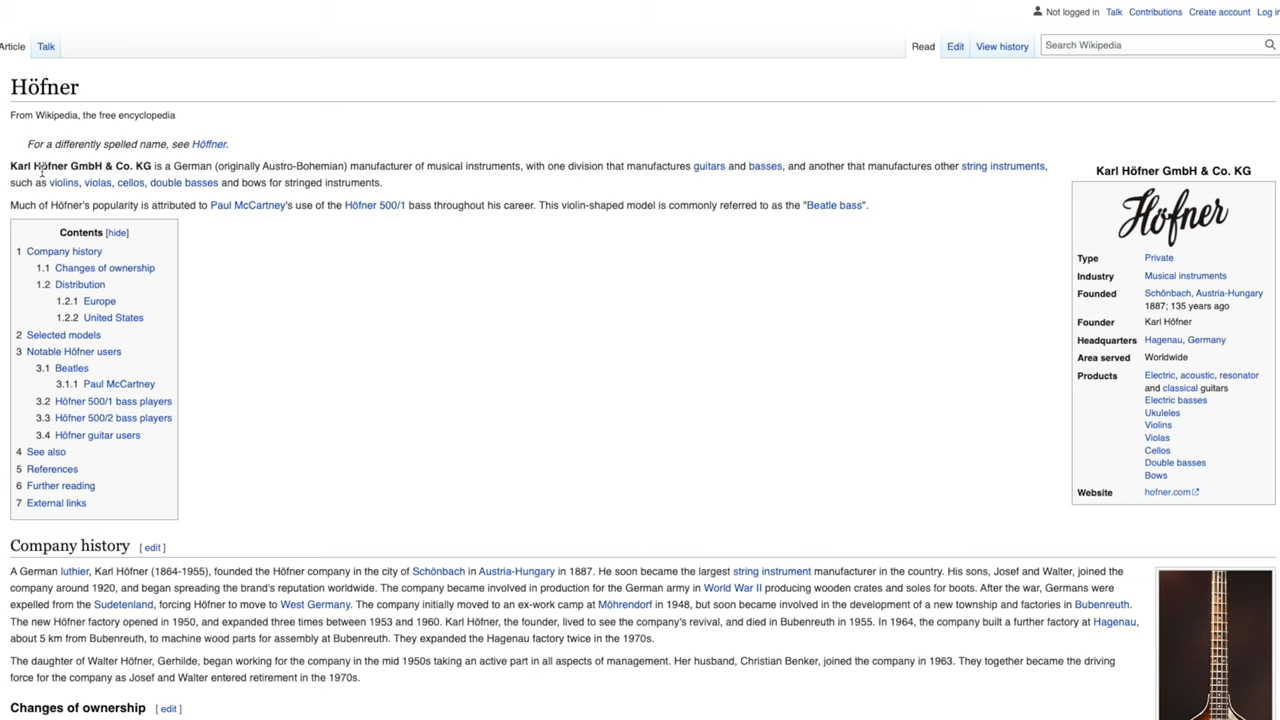 Not logged in Talk Contributions Create account Log in
Article Talk Read Edit View history Search Wikipedia
Höfner
From Wikipedia, the free encyclopedia
For a differently spelled name, see Höffner.
Karl Höfner GmbH & Co. KG is a German (originally Austro-Bohemian) manufacturer of musical instruments, with one division that manufactures guitars and basses, and another that manufactures other string instruments,
such as violins, violas, cellos, double basses and bows for stringed instruments.
Much of Höfner's popularity is attributed to Paul McCartney's use of the Höfner 500/1 bass throughout his career. This violin-shaped model is commonly referred to as the "Beatle bass".
Contents [hide]
1 Company history
1.1 Changes of ownership
1.2 Distribution
1.2.1 Europe
1.2.2 United States
2 Selected models
3 Notable Höfner users
3.1 Beatles
3.1.1 Paul McCartney
3.2 Höfner 500/1 bass players
3.3 Höfner 500/2 bass players
3.4 Höfner guitar users
4 See also
5 References
6 Further reading
7 External links
Karl Höfner GmbH & Co. KG
Höfner
Type Private
Industry Musical instruments
Founded Schönbach, Austria-Hungary
1887; 135 years ago
Founder Karl Höfner
Headquarters Hagenau, Germany
Area served Worldwide
Products Electric, acoustic, resonator
and classical guitars
Electric basses
Ukuleles
Violins
Violas
Cellos
Double basses
Bows
Website hofner.com
Company history [ edit ]
A German luthier, Karl Höfner (1864-1955), founded the Höfner company in the city of Schönbach in Austria-Hungary in 1887. He soon became the largest string instrument manufacturer in the country. His sons, Josef and Walter, joined the
company around 1920, and began spreading the brand's reputation worldwide. The company became involved in production for the German army in World War II producing wooden crates and soles for boots. After the war, Germans were
expelled from the Sudetenland, forcing Höfner to move to West Germany. The company initially moved to an ex-work camp at Möhrendorf in 1948, but soon became involved in the development of a new township and factories in Bubenreuth.
The new Höfner factory opened in 1950, and expanded three times between 1953 and 1960. Karl Höfner, the founder, lived to see the company's revival, and died in Bubenreuth in 1955. In 1964, the company built a further factory at Hagenau,
about 5 km from Bubenreuth, to machine wood parts for assembly at Bubenreuth. They expanded the Hagenau factory twice in the 1970s.
The daughter of Walter Höfner, Gerhilde, began working for the company in the mid 1950s taking an active part in all aspects of management. Her husband, Christian Benker, joined the company in 1963. They together became the driving
force for the company as Josef and Walter entered retirement in the 1970s.
Changes of ownership [ edit ]